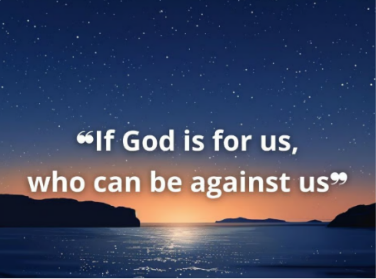 ❝If God is for us,
who can be against us❞